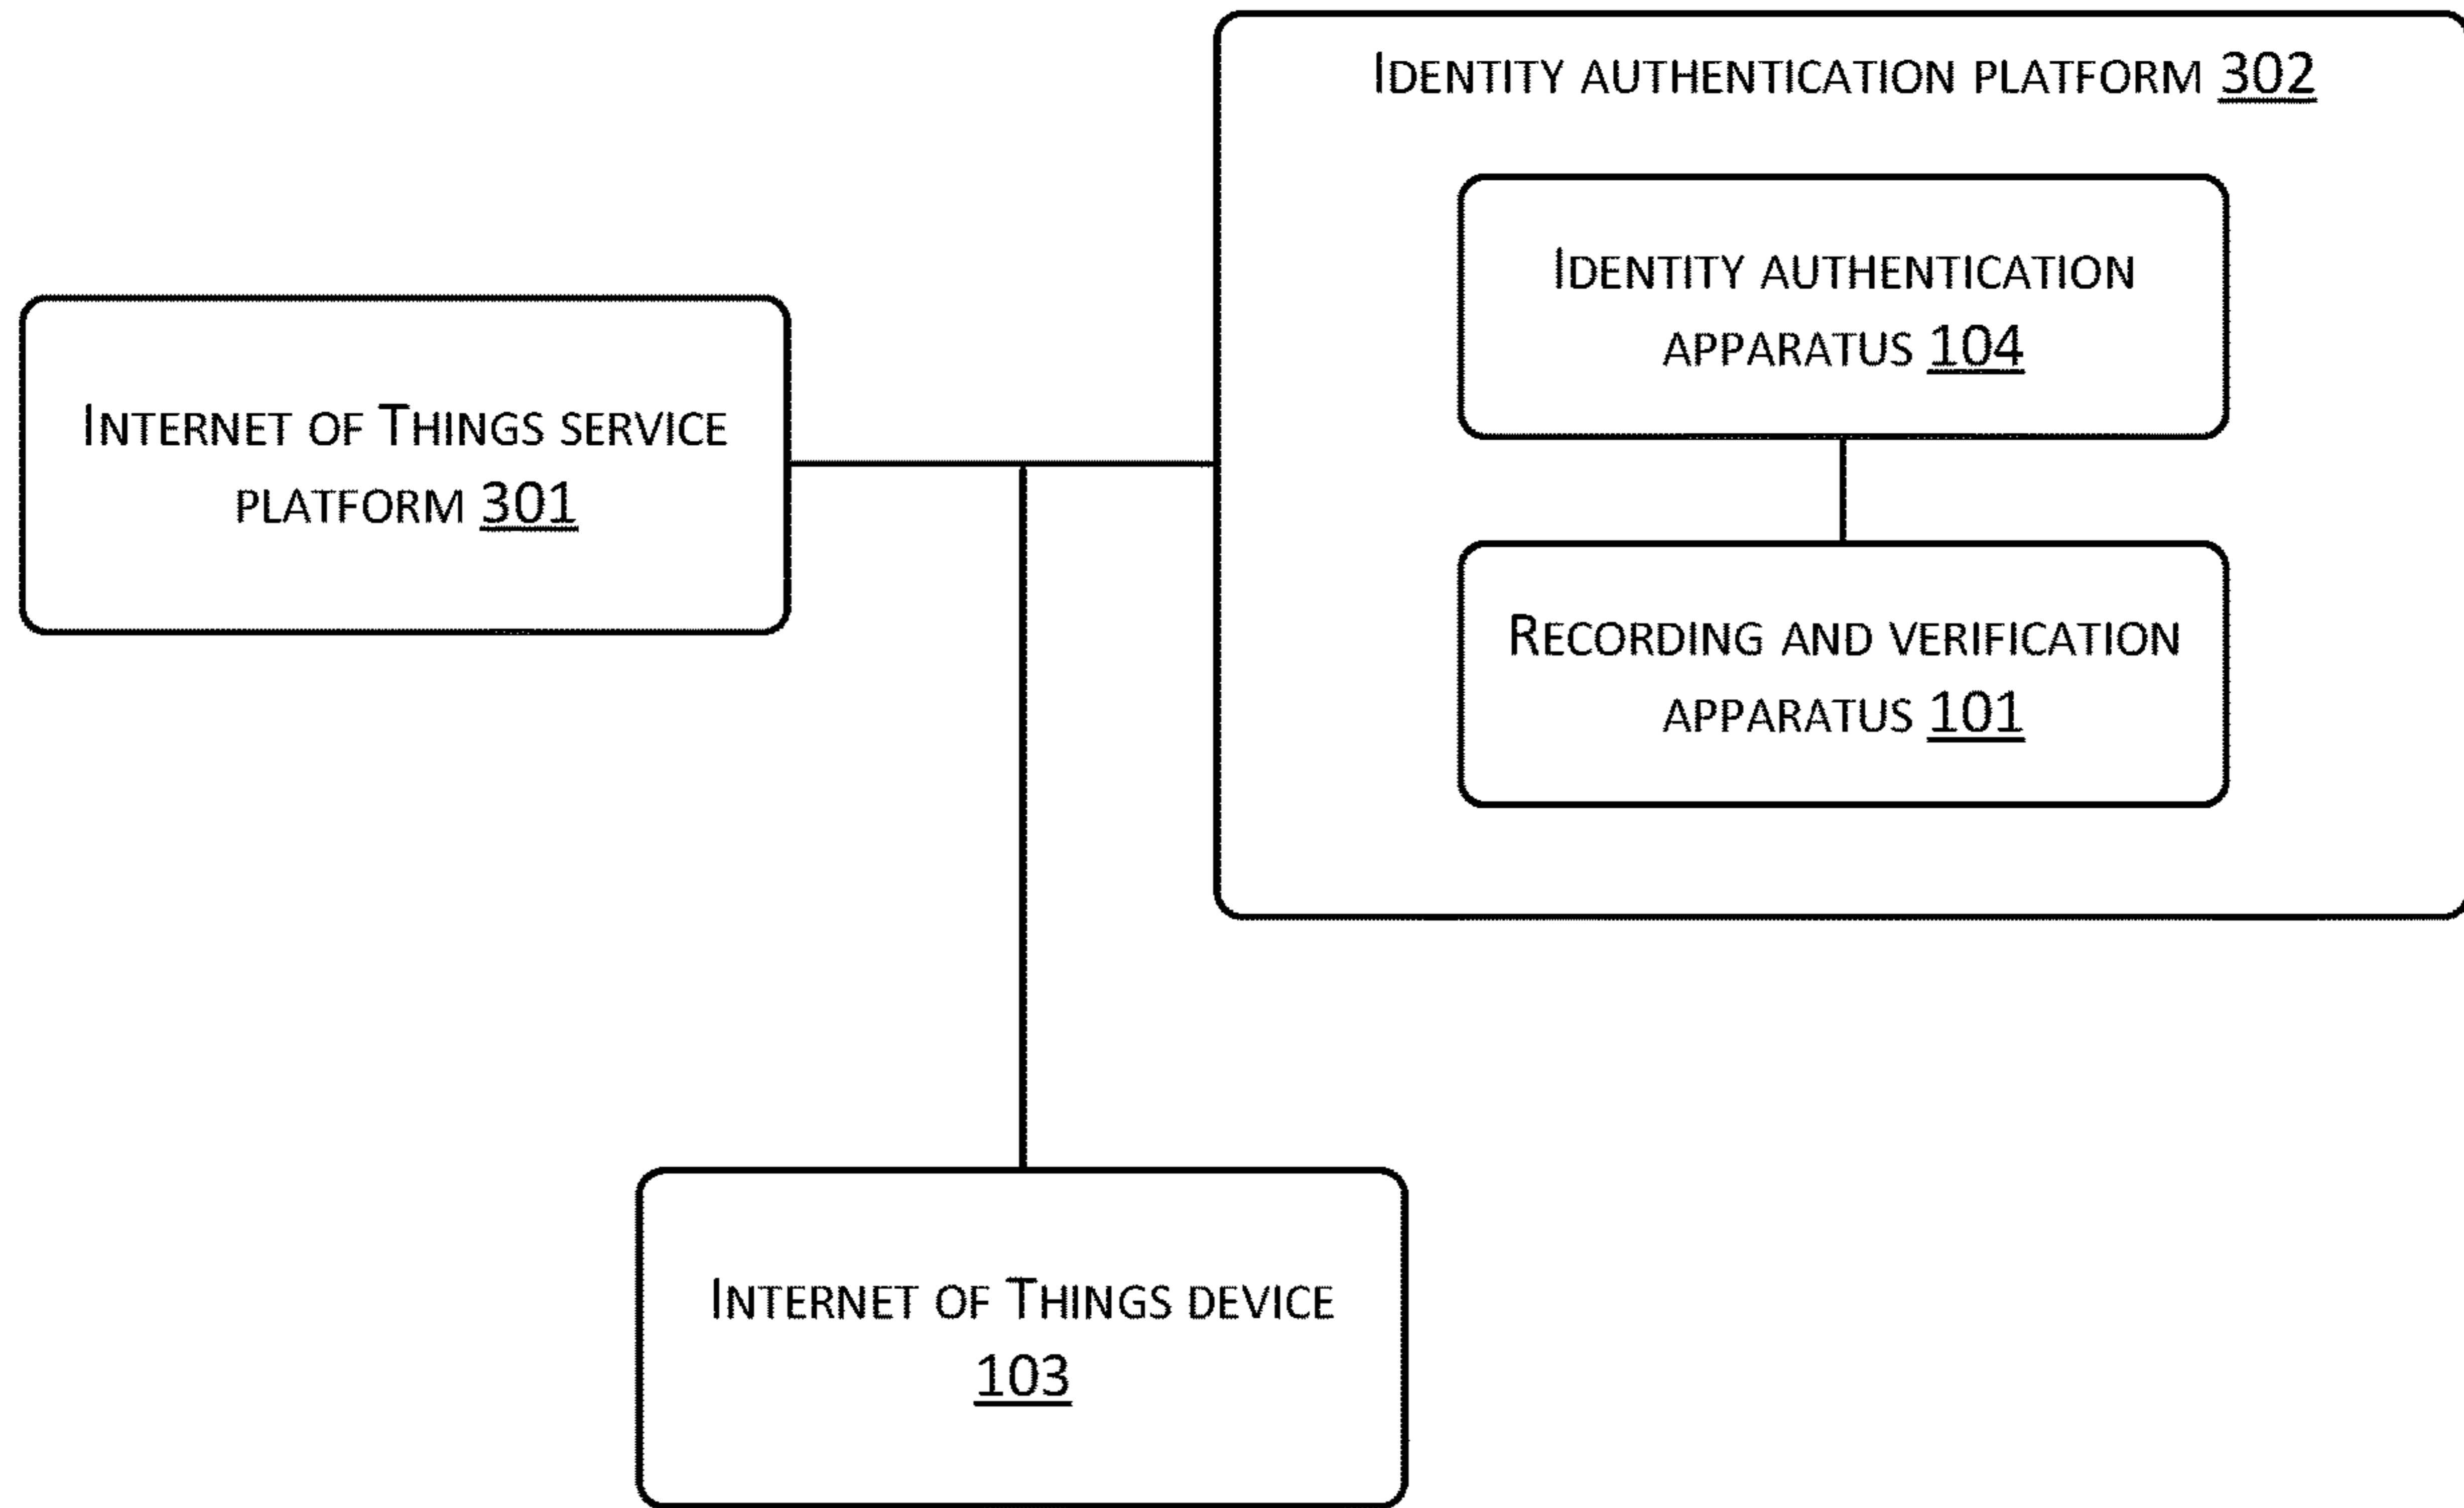 Identity authentication platform 302
Identity authentication
apparatus 104
Internet of Things service
platform 301
Recording and verification
apparatus 101
Internet of Things device
103